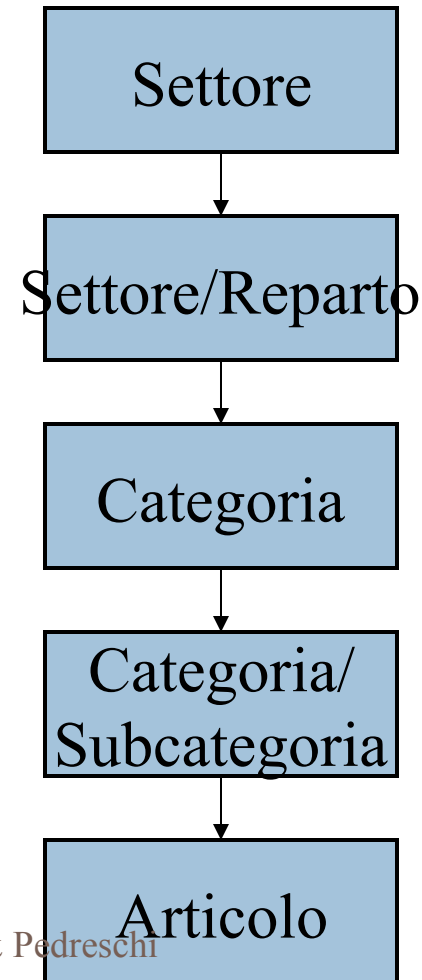 Settore
Settore/Reparto
Categoria
Categoria/
Subcategoria
Articolo
Pedreschi